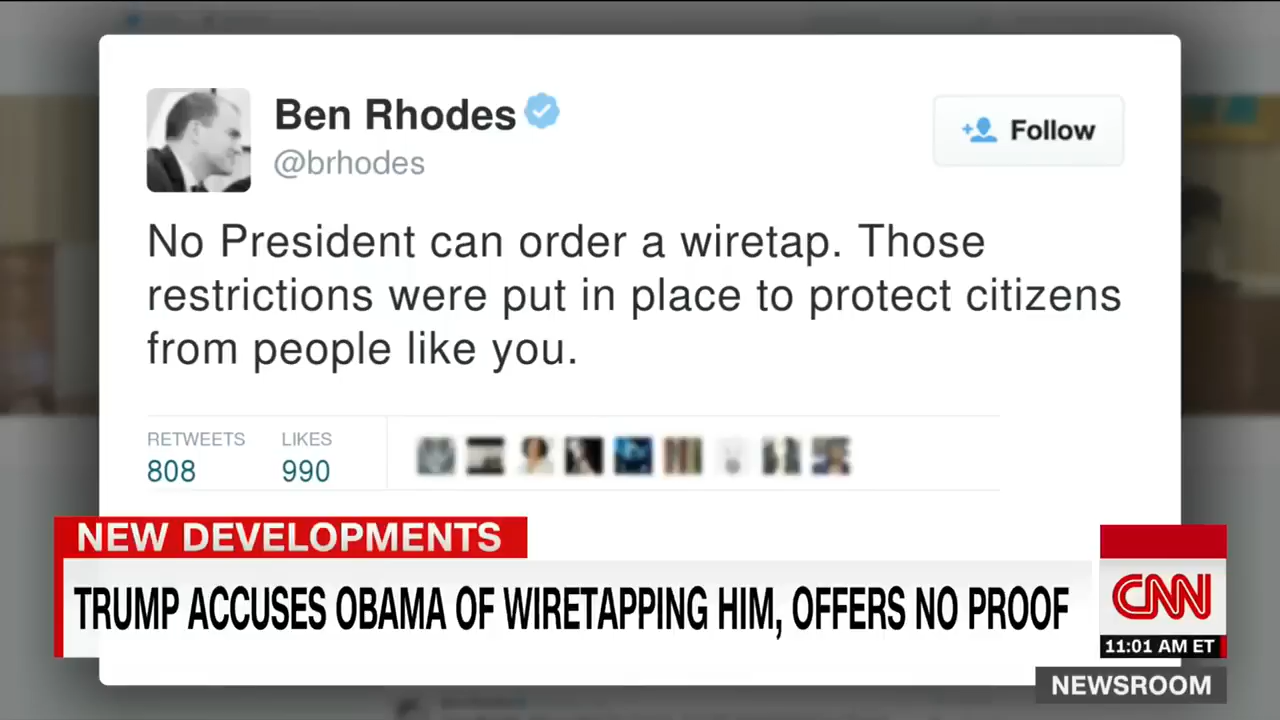 Ben Rhodes
@brhodes
Follow
No President can order a wiretap. Those
restrictions were put in place to protect citizens
from people like you.
RETWEETS LIKES
808 990
NEW DEVELOPMENTS
TRUMP ACCUSES OBAMA OF WIRETAPPING HIM, OFFERS NO PROOF
CNN
11:01 AM ET
NEWSROOM